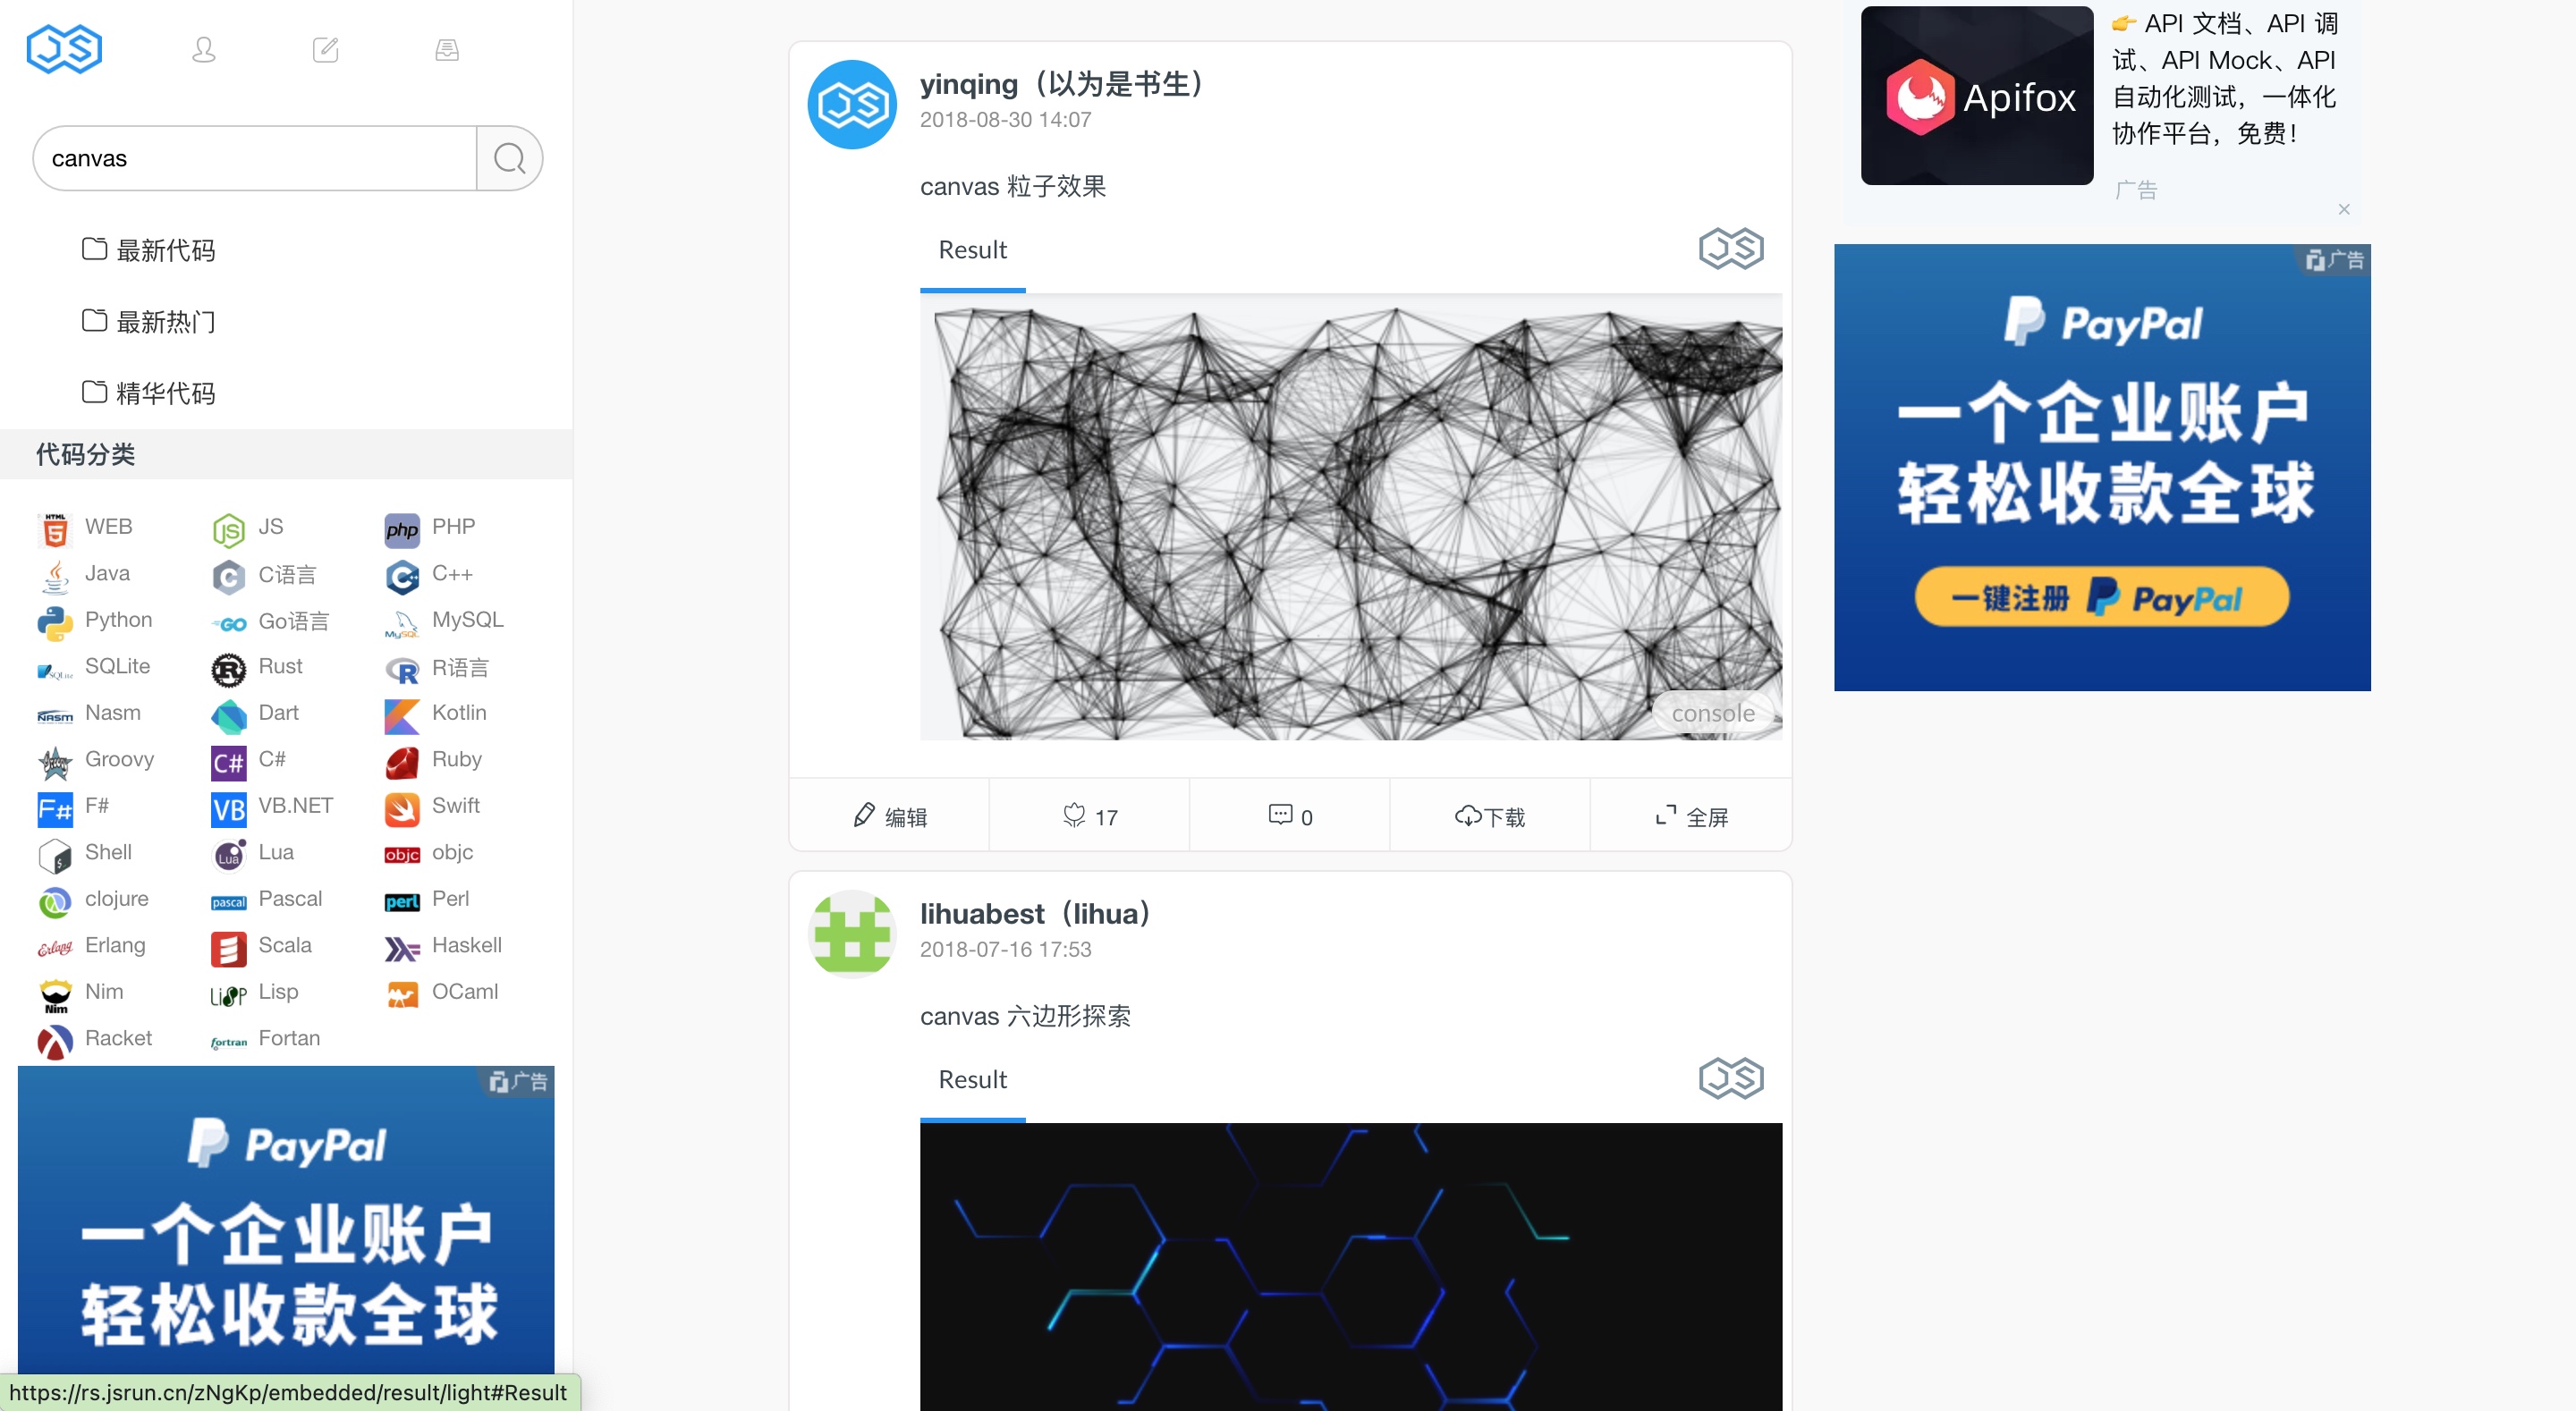 JS
canvas
最新代码
最新热门
精华代码
代码分类
WEB JS PHP
Java C语言 C++
Python Go语言 MySQL
SQLite Rust R语言
Nasm Dart Kotlin
Groovy C# Ruby
F# VB.NET Swift
Shell Lua objc
clojure Pascal Perl
Erlang Scala Haskell
Nim Lisp OCaml
Racket Fortan
广告
PayPal
一个企业账户
轻松收款全球
https://rs.jsrun.cn/zNgKp/embedded/result/light#Result
JS
yinqing（以为是书生）
2018-08-30 14:07
canvas 粒子效果
Result
JS
console
编辑 17 0 下载 全屏
lihuabest（lihua）
2018-07-16 17:53
canvas 六边形探索
Result
JS
Apifox
👉 API 文档、API 调
试、API Mock、API
自动化测试，一体化
协作平台，免费！
广告
广告
PayPal
一个企业账户
轻松收款全球
一键注册 PayPal